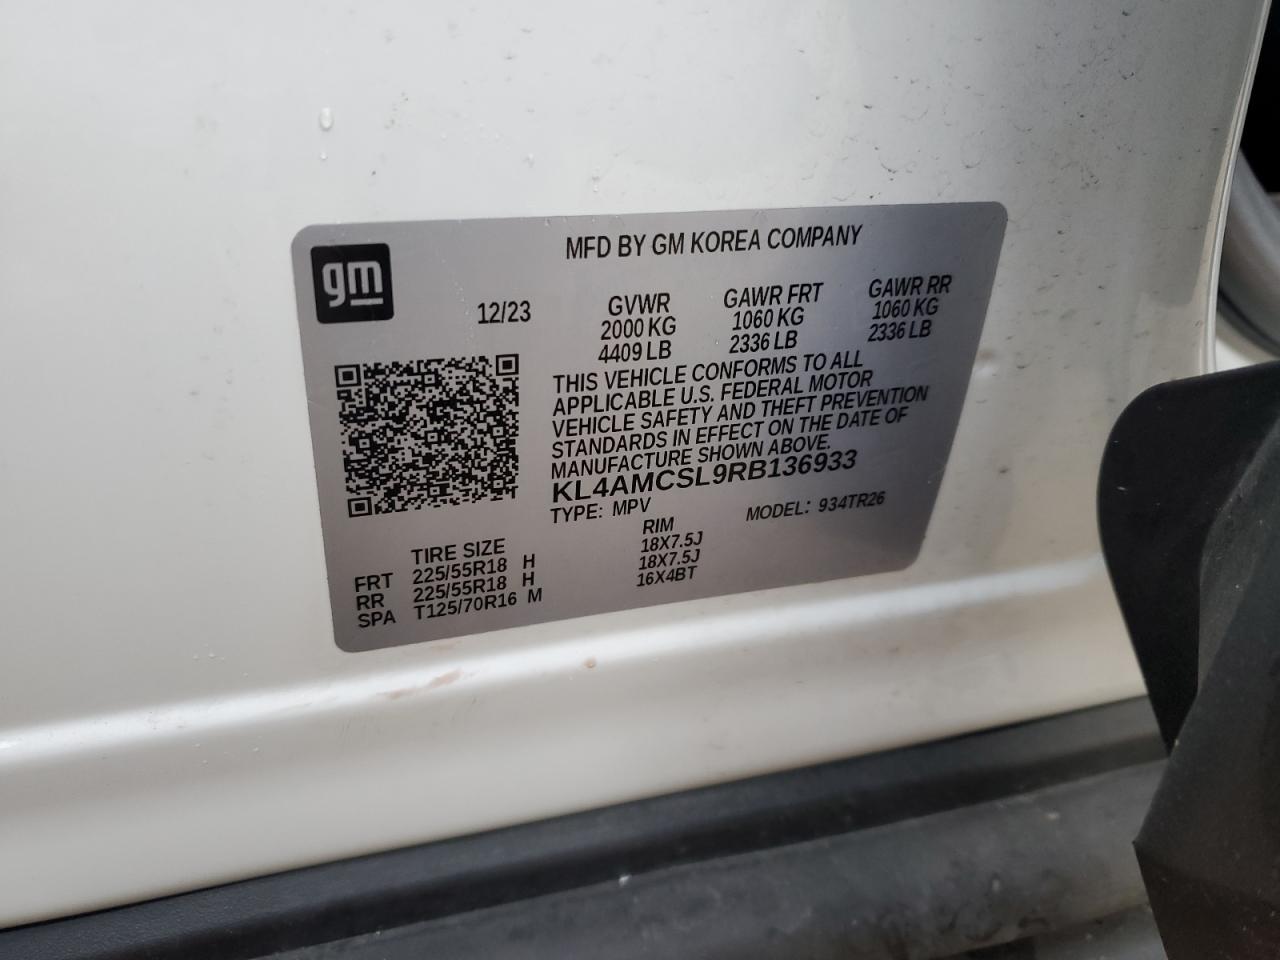 MFD BY GM KOREA COMPANY
gm
12/23 GVWR GAWR FRT GAWR RR
2000 KG 1060 KG 1060 KG
4409 LB 2336 LB 2336 LB
THIS VEHICLE CONFORMS TO ALL
APPLICABLE U.S. FEDERAL MOTOR
VEHICLE SAFETY AND THEFT PREVENTION
STANDARDS IN EFFECT ON THE DATE OF
MANUFACTURE SHOWN ABOVE.
KL4AMCSL9RB136933
TYPE: MPV MODEL: 934TR26
TIRE SIZE RIM
FRT 225/55R18 H 18X7.5J
RR 225/55R18 H 18X7.5J
SPA T125/70R16 M 16X4BT